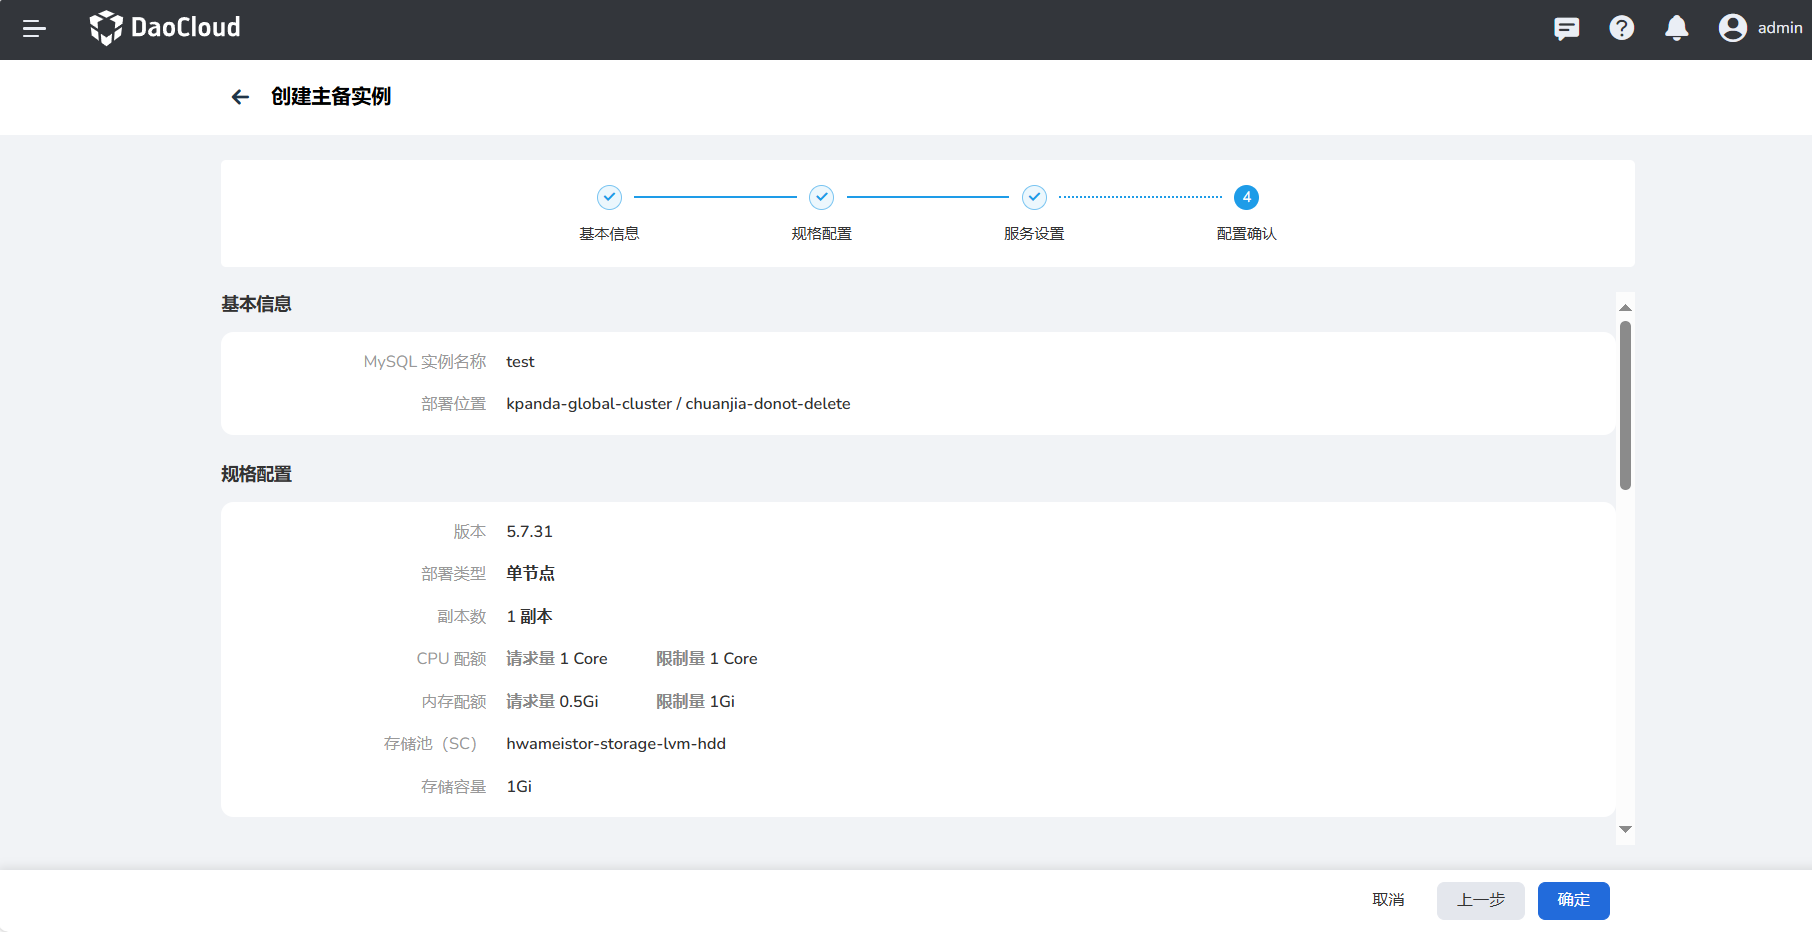 DaoCloud
admin
创建主备实例
4
基本信息
规格配置
服务设置
配置确认
基本信息
MySQL 实例名称 test
部署位置 kpanda-global-cluster / chuanjia-donot-delete
规格配置
版本 5.7.31
部署类型 单节点
副本数 1 副本
CPU 配额 请求量 1 Core 限制量 1 Core
内存配额 请求量 0.5Gi 限制量 1Gi
存储池（SC） hwameistor-storage-lvm-hdd
存储容量 1Gi
取消 上一步 确定